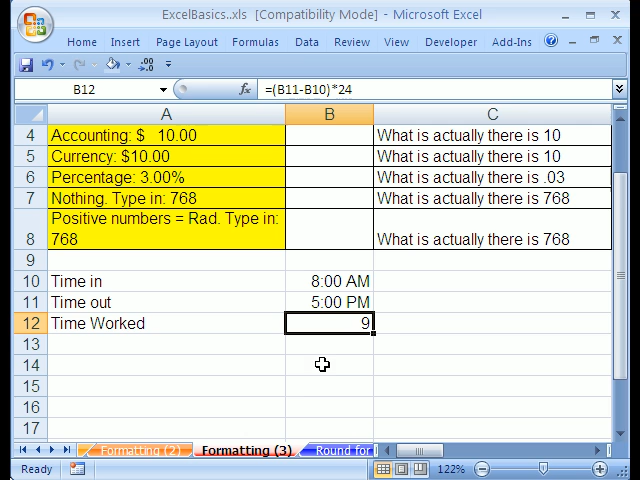 ExcelBasics..xls [Compatibility Mode] - Microsoft Excel
Home Insert Page Layout Formulas Data Review View Developer Add-Ins
B12 fx =(B11-B10)*24
A B C
4 Accounting: $ 10.00 What is actually there is 10
5 Currency: $10.00 What is actually there is 10
6 Percentage: 3.00% What is actually there is .03
7 Nothing. Type in: 768 What is actually there is 768
Positive numbers = Rad. Type in:
8 768 What is actually there is 768
9
10 Time in 8:00 AM
11 Time out 5:00 PM
12 Time Worked 9
13
14
15
16
17
Formatting (2) Formatting (3) Round for
Ready 122%